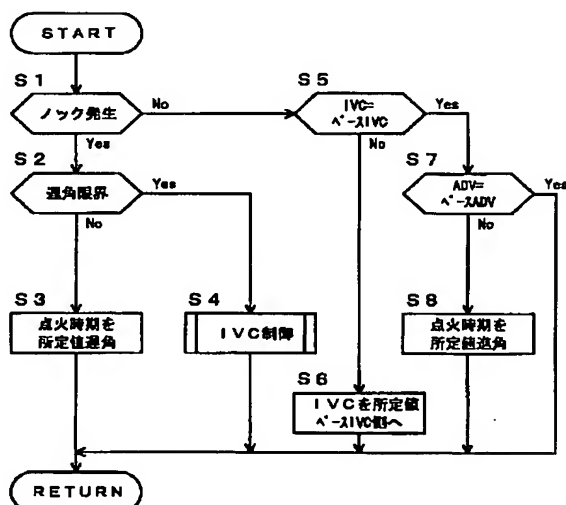 START
S1
ノック発生
No
Yes
S2
遅角限界
Yes
No
S3
点火時期を
所定値遅角
S4
IVC制御
S5
IVC=
ベースIVC
Yes
No
S6
IVCを所定値
ベースIVC側へ
S7
ADV=
ベースADV
Yes
No
S8
点火時期を
所定値進角
RETURN